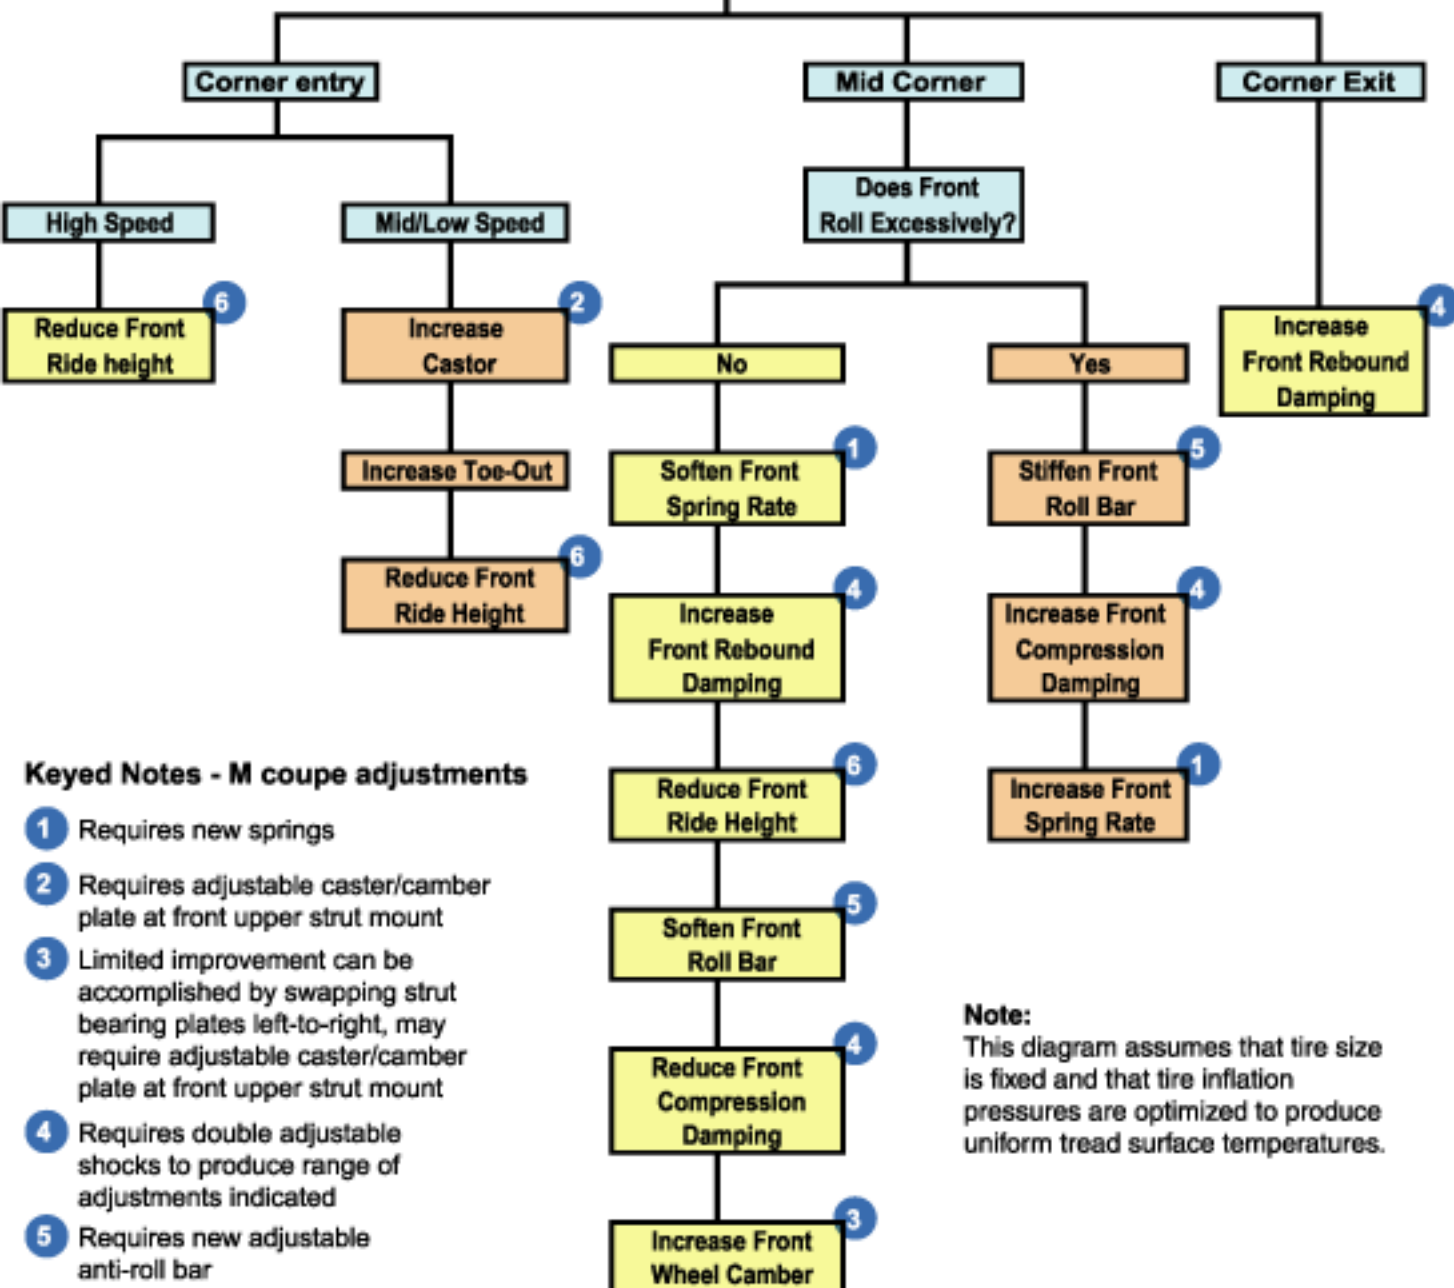 Corner entry
Mid Corner
Corner Exit
Does Front
Roll Excessively?
High Speed
Mid/Low Speed
6
Reduce Front
Ride height
2
Increase
Castor
No
Yes
4
Increase
Front Rebound
Damping
Increase Toe-Out
6
Reduce Front
Ride Height
1
Soften Front
Spring Rate
4
Increase
Front Rebound
Damping
6
Reduce Front
Ride Height
5
Soften Front
Roll Bar
4
Reduce Front
Compression
Damping
3
Increase Front
Wheel Camber
5
Stiffen Front
Roll Bar
4
Increase Front
Compression
Damping
1
Increase Front
Spring Rate
Keyed Notes - M coupe adjustments
1 Requires new springs
2 Requires adjustable caster/camber
plate at front upper strut mount
3 Limited improvement can be
accomplished by swapping strut
bearing plates left-to-right, may
require adjustable caster/camber
plate at front upper strut mount
4 Requires double adjustable
shocks to produce range of
adjustments indicated
5 Requires new adjustable
anti-roll bar
Note:
This diagram assumes that tire size
is fixed and that tire inflation
pressures are optimized to produce
uniform tread surface temperatures.